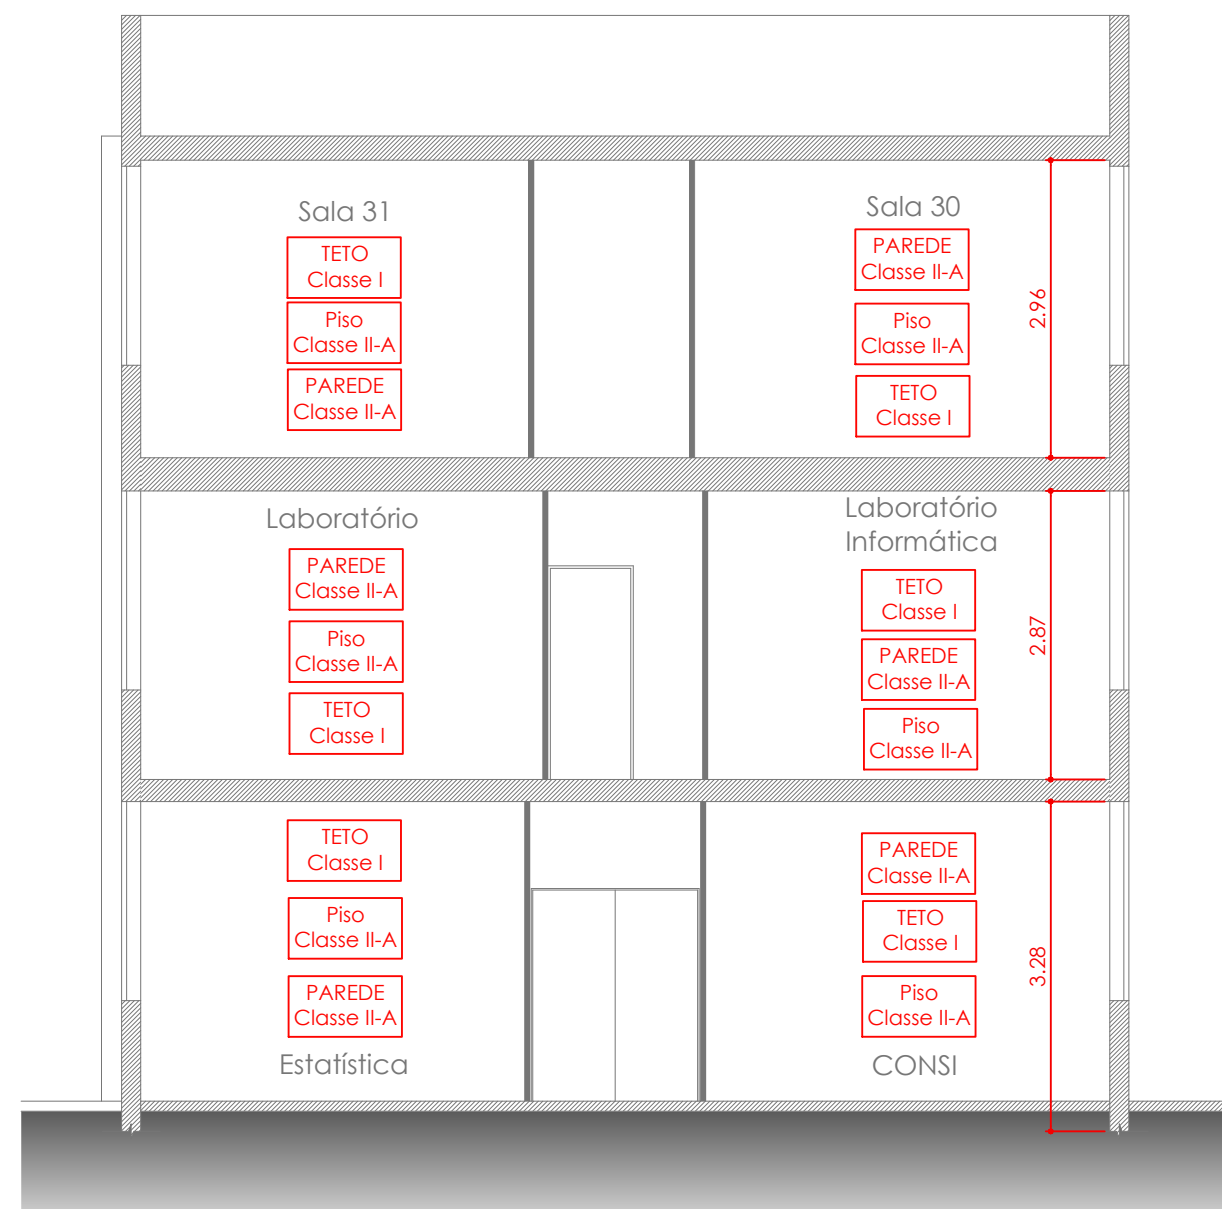 Sala 31
TETO
Classe I
Piso
Classe II-A
PAREDE
Classe II-A
Sala 30
PAREDE
Classe II-A
Piso
Classe II-A
TETO
Classe I
2.96
Laboratório
PAREDE
Classe II-A
Piso
Classe II-A
TETO
Classe I
Laboratório
Informática
TETO
Classe I
PAREDE
Classe II-A
Piso
Classe II-A
2.87
TETO
Classe I
Piso
Classe II-A
PAREDE
Classe II-A
Estatística
PAREDE
Classe II-A
TETO
Classe I
Piso
Classe II-A
CONSI
3.28